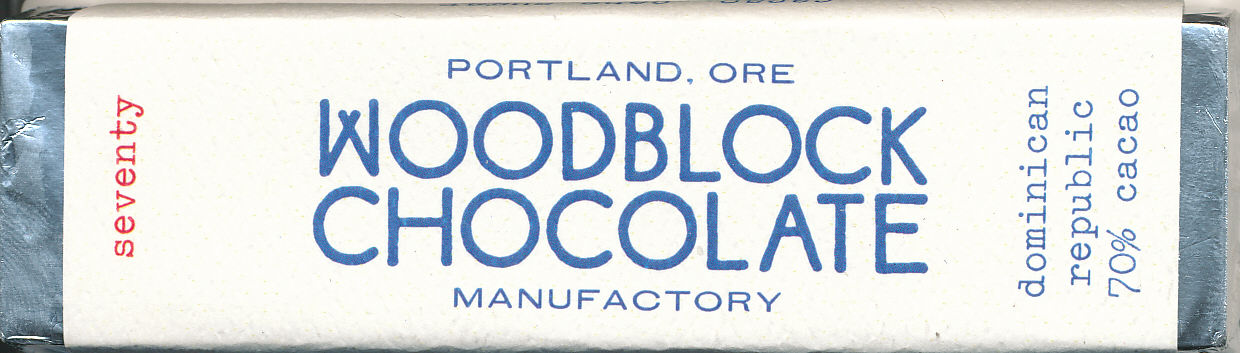 seventy
PORTLAND, ORE
WOODBLOCK
CHOCOLATE
MANUFACTORY
dominican
republic
70% cacao